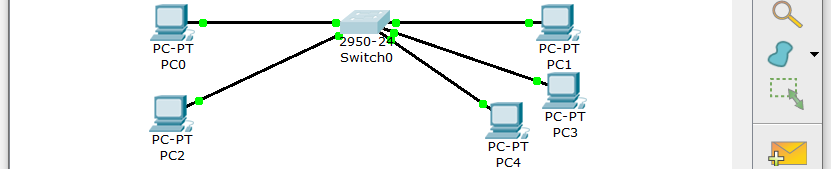 PC-PT
PC0
2950-24
Switch0
PC-PT
PC1
PC-PT
PC2
PC-PT
PC3
PC-PT
PC4